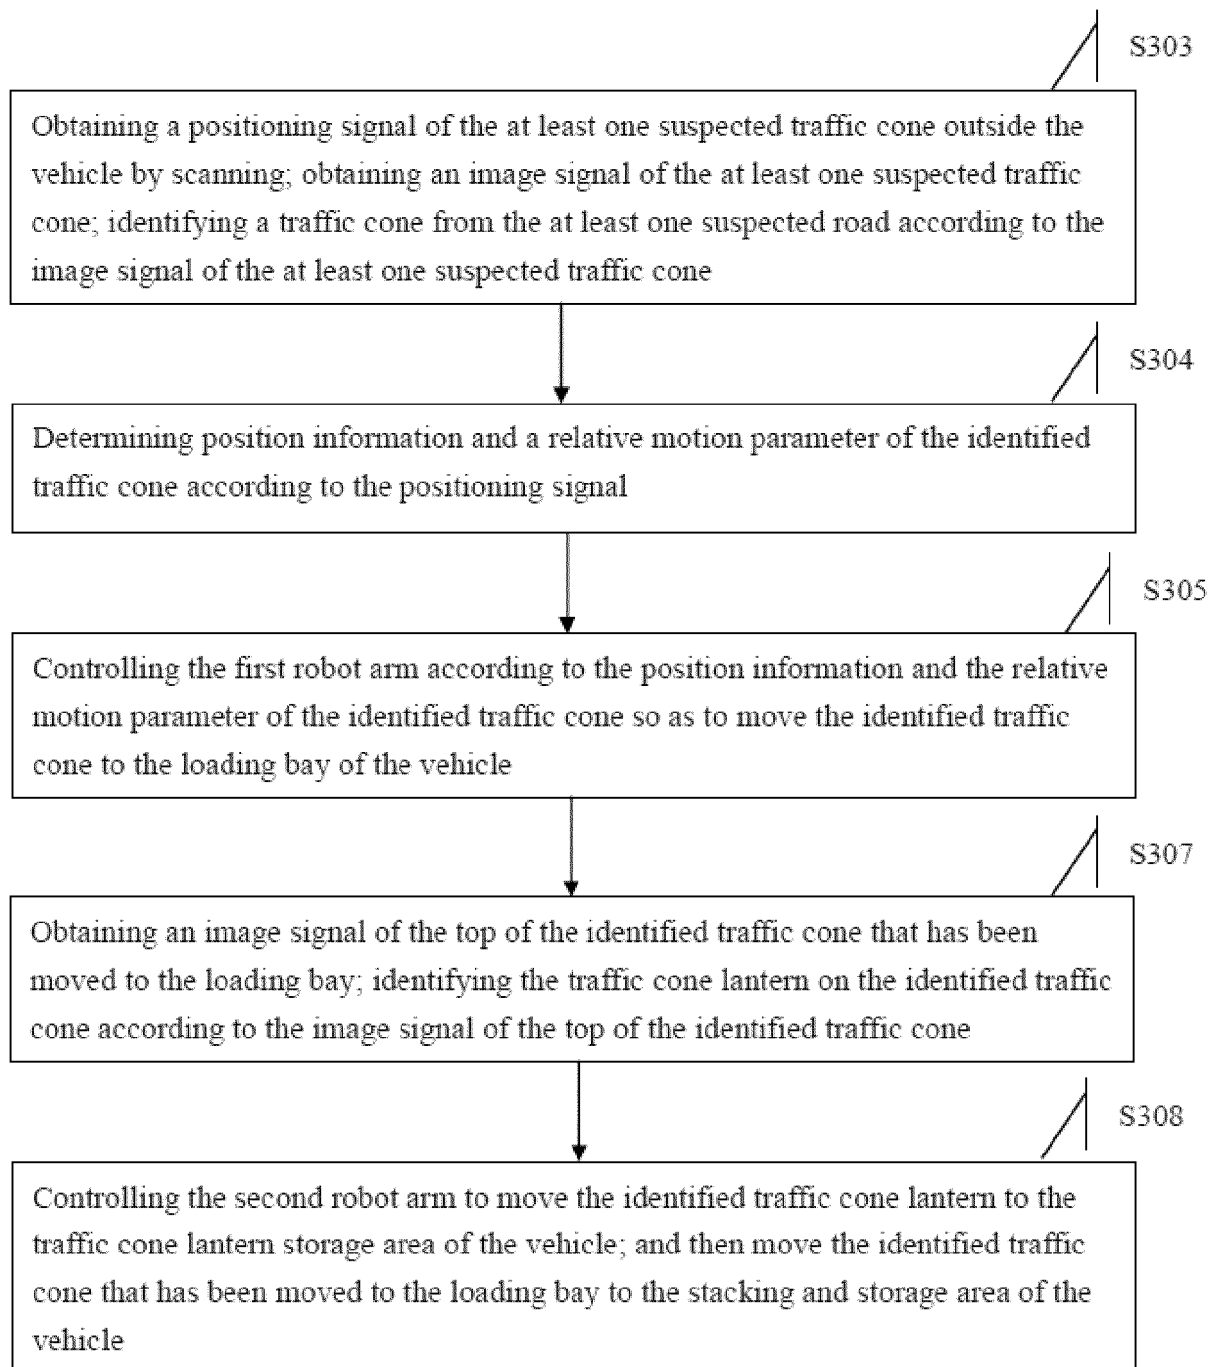 S303
Obtaining a positioning signal of the at least one suspected traffic cone outside the
vehicle by scanning; obtaining an image signal of the at least one suspected traffic
cone; identifying a traffic cone from the at least one suspected road according to the
image signal of the at least one suspected traffic cone
S304
Determining position information and a relative motion parameter of the identified
traffic cone according to the positioning signal
S305
Controlling the first robot arm according to the position information and the relative
motion parameter of the identified traffic cone so as to move the identified traffic
cone to the loading bay of the vehicle
S307
Obtaining an image signal of the top of the identified traffic cone that has been
moved to the loading bay; identifying the traffic cone lantern on the identified traffic
cone according to the image signal of the top of the identified traffic cone
S308
Controlling the second robot arm to move the identified traffic cone lantern to the
traffic cone lantern storage area of the vehicle; and then move the identified traffic
cone that has been moved to the loading bay to the stacking and storage area of the
vehicle